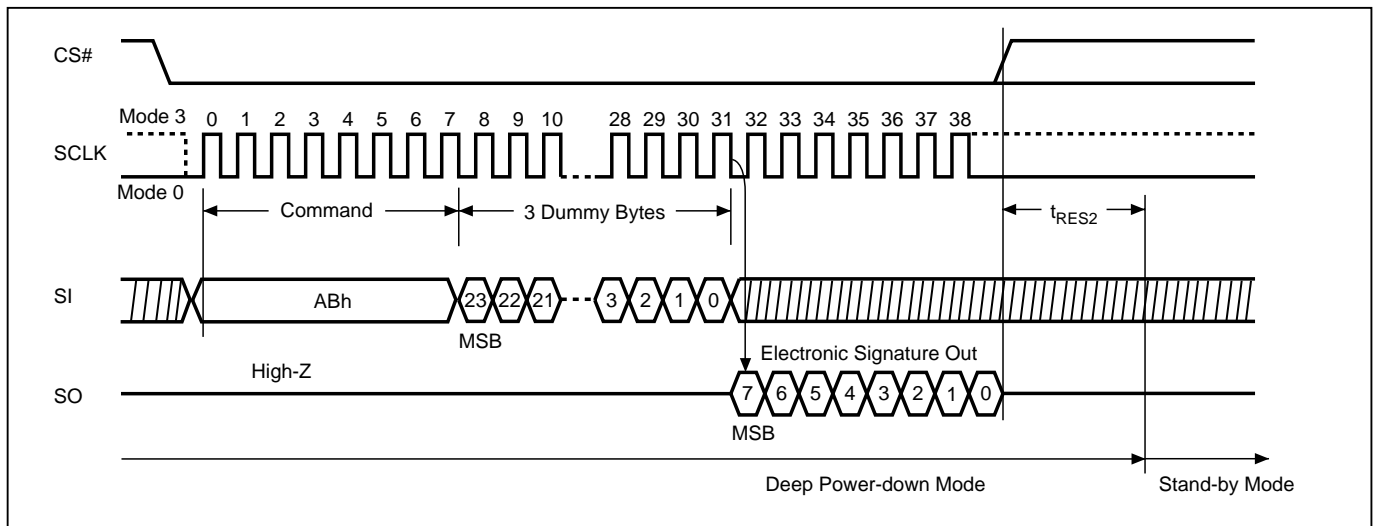 CS#
Mode 3 0 1 2 3 4 5 6 7 8 9 10 28 29 30 31 32 33 34 35 36 37 38
SCLK
Mode 0
Command 3 Dummy Bytes tRES2
SI ABh 23 22 21 3 2 1 0
MSB
Electronic Signature Out
High-Z
SO 7 6 5 4 3 2 1 0
MSB
Deep Power-down Mode Stand-by Mode